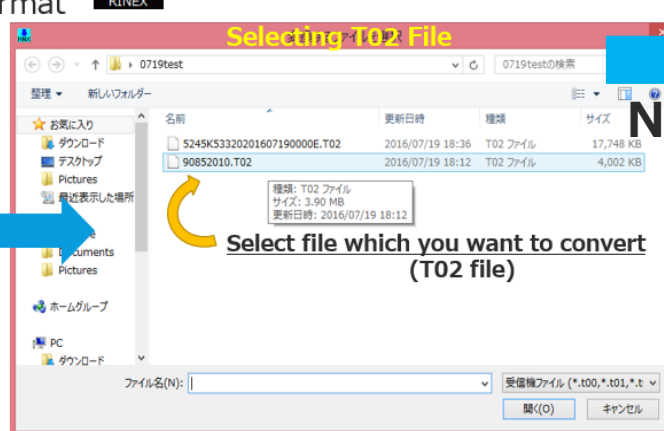 rmat RINEX
Selecting T02 File
0719test
0719testの検索
整理 新しいフォルダー
N
名前 更新日時 種類 サイズ
お気に入り
ダウンロード
デスクトップ
Pictures
最近表示した場所
5245K53320201607190000E.T02 2016/07/19 18:36 T02 ファイル 17,748 KB
90852010.T02 2016/07/19 18:12 T02 ファイル 4,002 KB
種類: T02 ファイル
サイズ: 3.90 MB
更新日時: 2016/07/19 18:12
Select file which you want to convert
(T02 file)
Pictures
ホームグループ
PC
ダウンロード
ファイル名(N):
受信機ファイル (*.t00,*.t01,*.t
開く(O) キャンセル